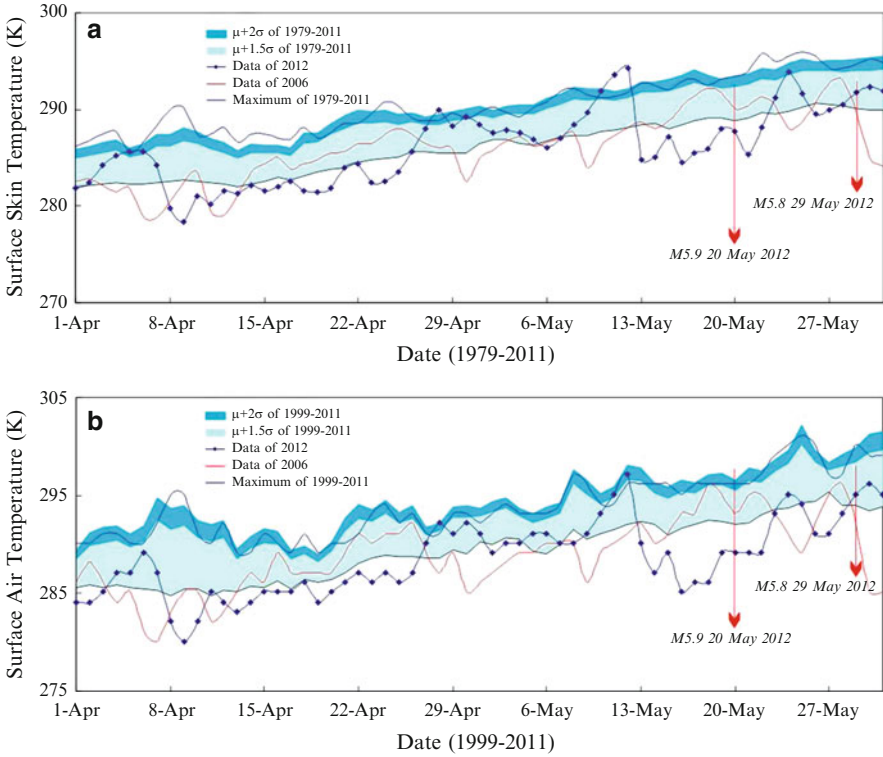 300
290
280
270
Surface Skin Temperature (K)
a
μ+2σ of 1979-2011
μ+1.5σ of 1979-2011
Data of 2012
Data of 2006
Maximum of 1979-2011
M5.8 29 May 2012
M5.9 20 May 2012
1-Apr 8-Apr 15-Apr 22-Apr 29-Apr 6-May 13-May 20-May 27-May
Date (1979-2011)
305
295
285
275
Surface Air Temperature (K)
b
μ+2σ of 1999-2011
μ+1.5σ of 1999-2011
Data of 2012
Data of 2006
Maximum of 1999-2011
M5.8 29 May 2012
M5.9 20 May 2012
1-Apr 8-Apr 15-Apr 22-Apr 29-Apr 6-May 13-May 20-May 27-May
Date (1999-2011)